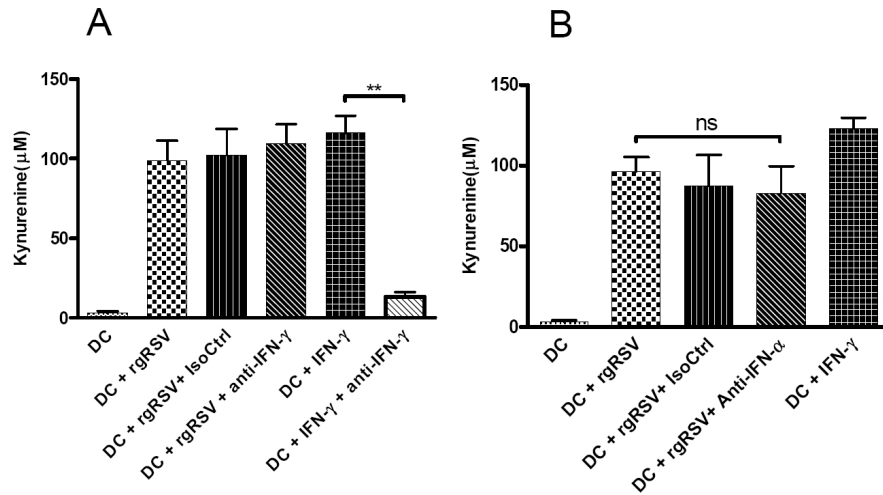 A
Kynurenine(µM)
150
100
50
0
**
DC
DC + rgRSV
DC + rgRSV+ IsoCtrl
DC + rgRSV + anti-IFN-γ
DC + IFN-γ
DC + IFN-γ + anti-IFN-γ
B
Kynurenine(µM)
150
100
50
0
ns
DC
DC + rgRSV
DC + rgRSV+ IsoCtrl
DC + rgRSV+ Anti-IFN-α
DC + IFN-γ